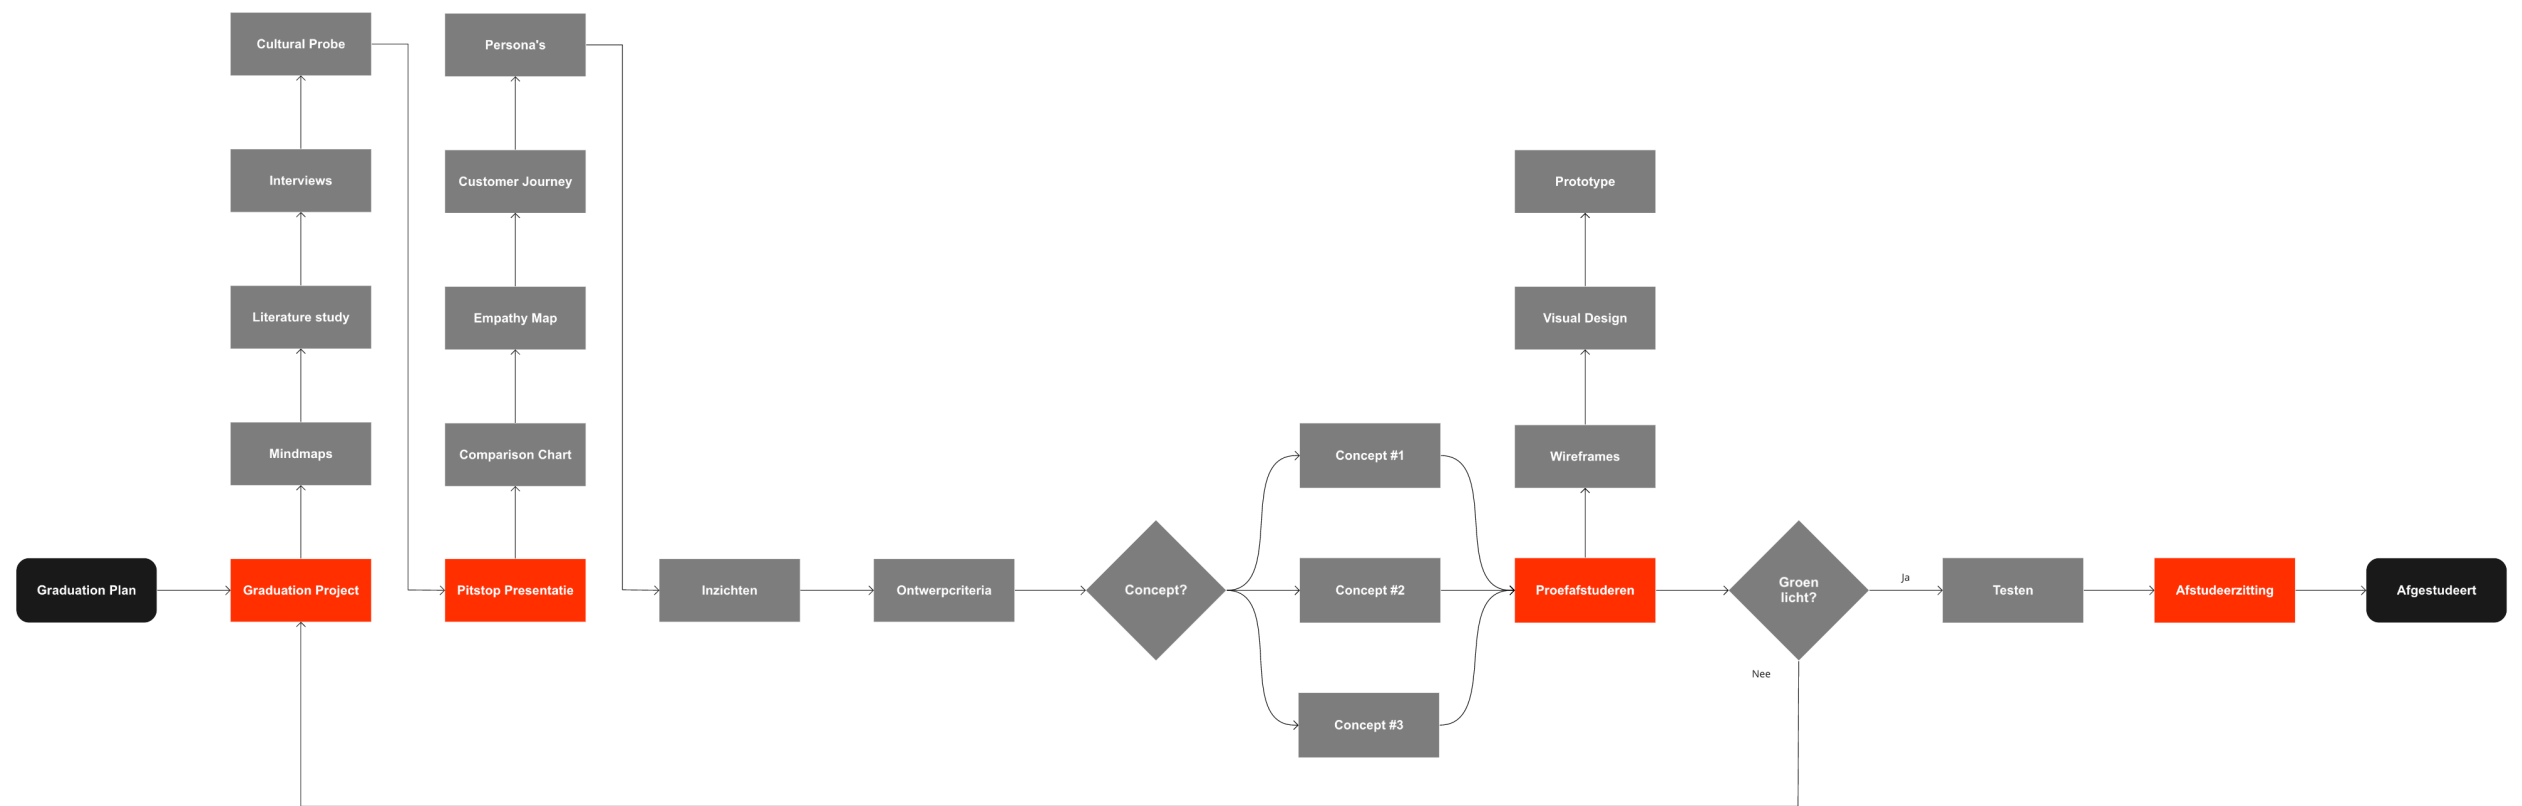 Cultural Probe
Persona's
Interviews
Customer Journey
Prototype
Literature study
Empathy Map
Visual Design
Mindmaps
Comparison Chart
Concept #1
Wireframes
Graduation Plan
Graduation Project
Pitstop Presentatie
Inzichten
Ontwerpcriteria
Concept?
Concept #2
Proefafstuderen
Groen
licht?
Ja
Testen
Afstudeerzitting
Afgestudeert
Nee
Concept #3